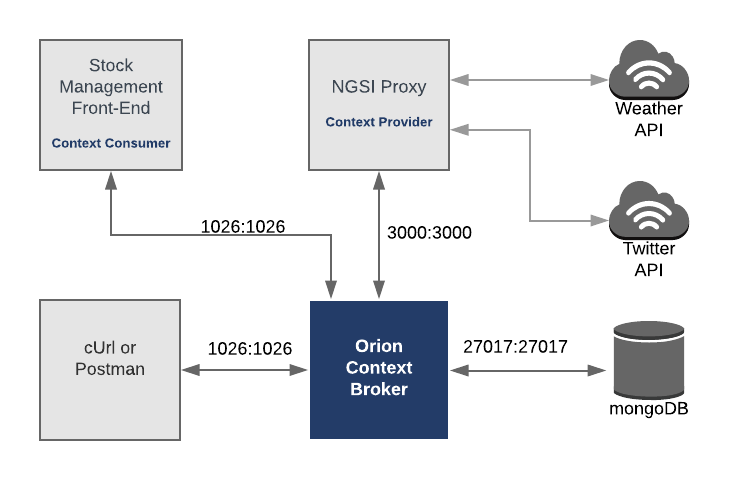 Stock
Management
Front-End
Context Consumer
NGSI Proxy
Context Provider
Weather
API
1026:1026
3000:3000
Twitter
API
cUrl or
Postman
1026:1026
Orion
Context
Broker
27017:27017
mongoDB